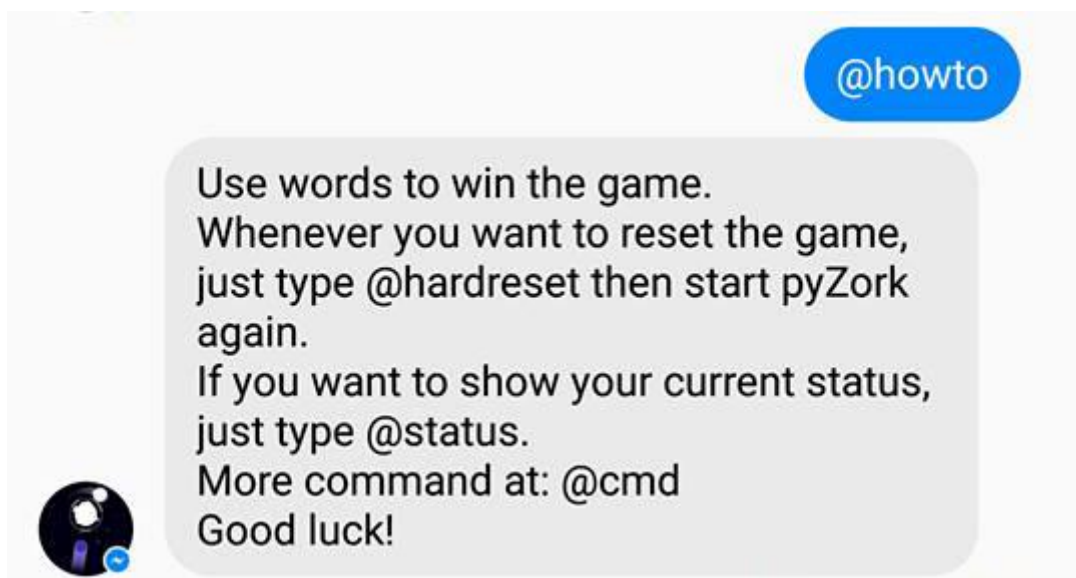 @howto
Use words to win the game.
Whenever you want to reset the game,
just type @hardreset then start pyZork
again.
If you want to show your current status,
just type @status.
More command at: @cmd
Good luck!